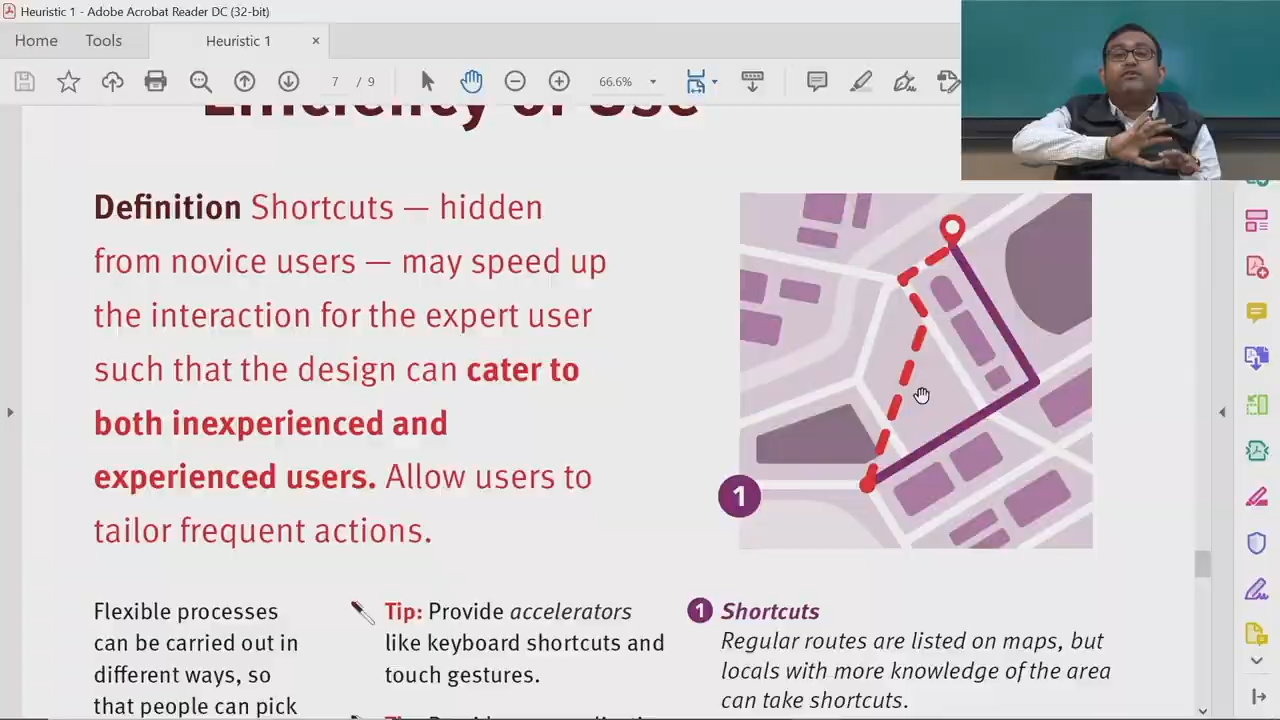 Heuristic 1 - Adobe Acrobat Reader DC (32-bit)
Home
Tools
Heuristic 1
7 / 9
66.6%
Efficiency of Use
Definition Shortcuts — hidden
from novice users — may speed up
the interaction for the expert user
such that the design can cater to
both inexperienced and
experienced users. Allow users to
tailor frequent actions.
1
Flexible processes
can be carried out in
different ways, so
that people can pick
Tip: Provide accelerators
like keyboard shortcuts and
touch gestures.
1 Shortcuts
Regular routes are listed on maps, but
locals with more knowledge of the area
can take shortcuts.